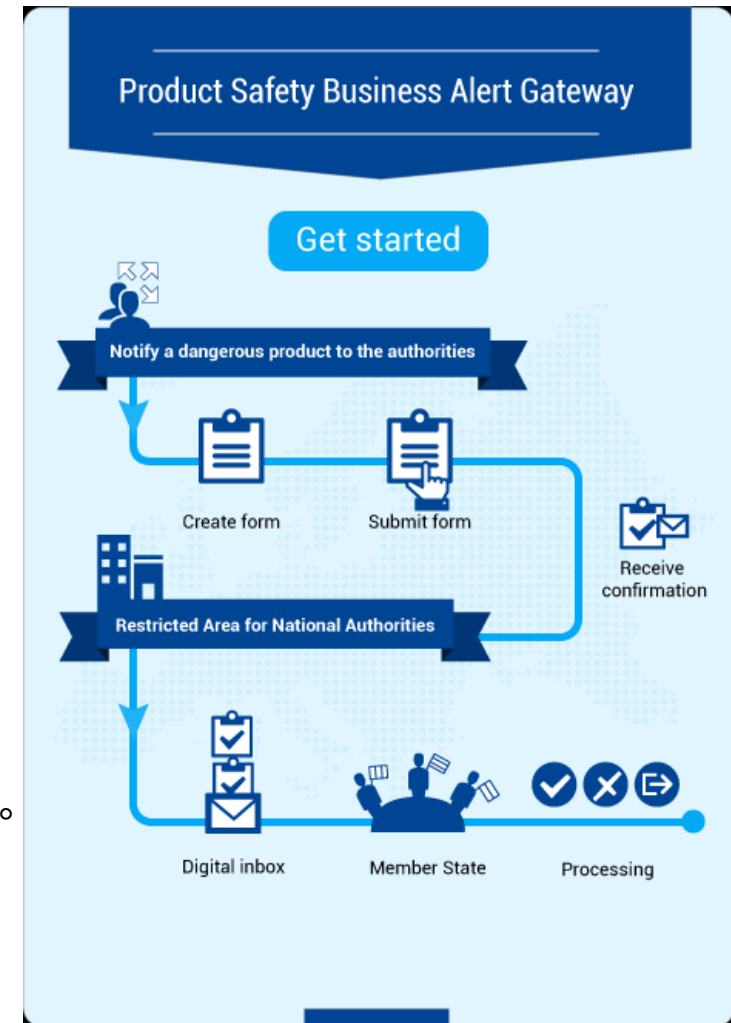 Product Safety Business Alert Gateway
Get started
Notify a dangerous product to the authorities
Create form
Submit form
Receive
confirmation
Restricted Area for National Authorities
Digital inbox
Member State
Processing